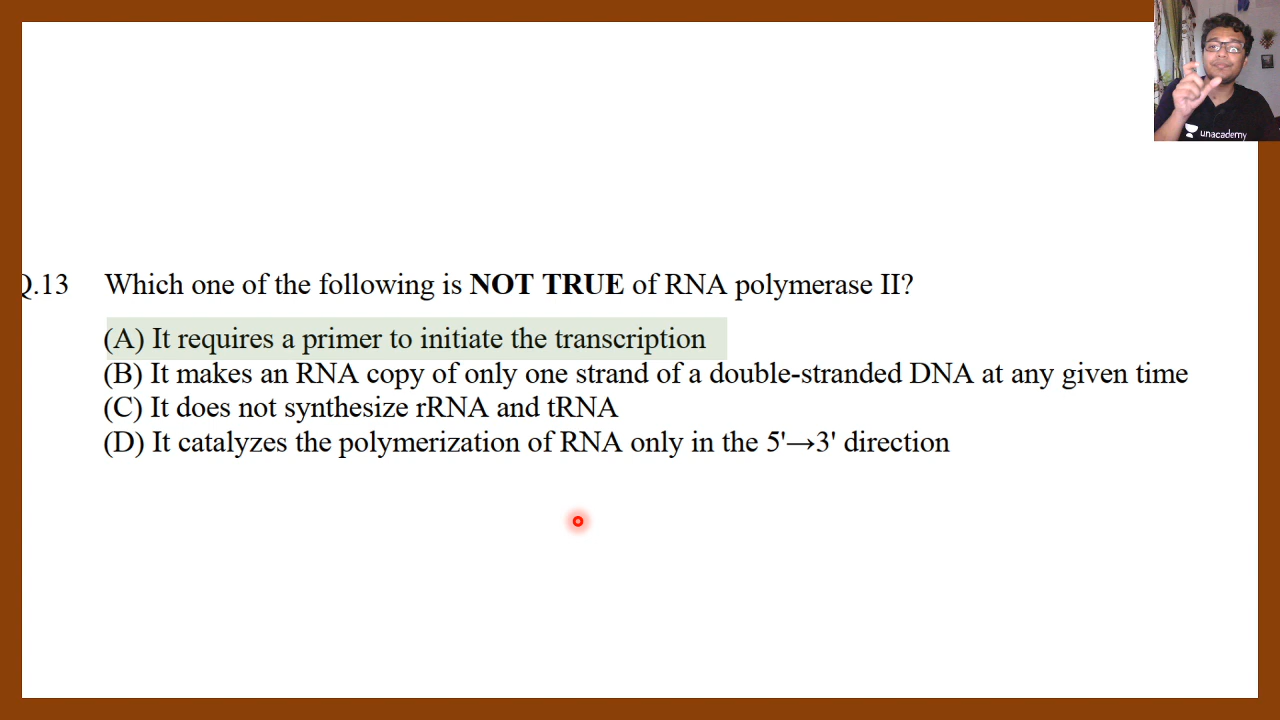 unacademy
Q.13 Which one of the following is NOT TRUE of RNA polymerase II?
(A) It requires a primer to initiate the transcription
(B) It makes an RNA copy of only one strand of a double-stranded DNA at any given time
(C) It does not synthesize rRNA and tRNA
(D) It catalyzes the polymerization of RNA only in the 5'→3' direction